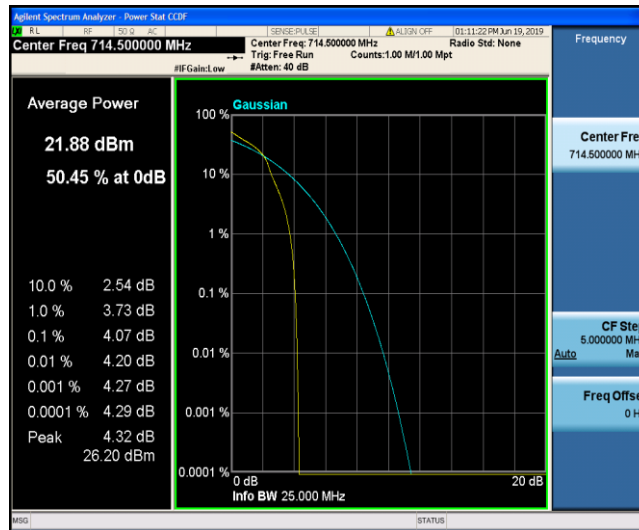 Agilent Spectrum Analyzer - Power Stat CCDF
RL RF 50 Ω AC SENSE:PULSE ALIGN OFF 01:11:22 PM Jun 19, 2019
Center Freq 714.500000 MHz
Center Freq: 714.500000 MHz Radio Std: None
Trig: Free Run Counts:1.00 M/1.00 Mpt
#IFGain:Low #Atten: 40 dB
Frequency
Average Power
21.88 dBm
50.45 % at 0dB
10.0 % 2.54 dB
1.0 % 3.73 dB
0.1 % 4.07 dB
0.01 % 4.20 dB
0.001 % 4.27 dB
0.0001 % 4.29 dB
Peak 4.32 dB
26.20 dBm
Gaussian
100 %
10 %
1 %
0.1 %
0.01 %
0.001 %
0.0001 %
0 dB 20 dB
Info BW 25.000 MHz
Center Fre
714.500000 MH
CF Step
5.000000 MH
Auto Ma
Freq Offse
0 H
MSG STATUS